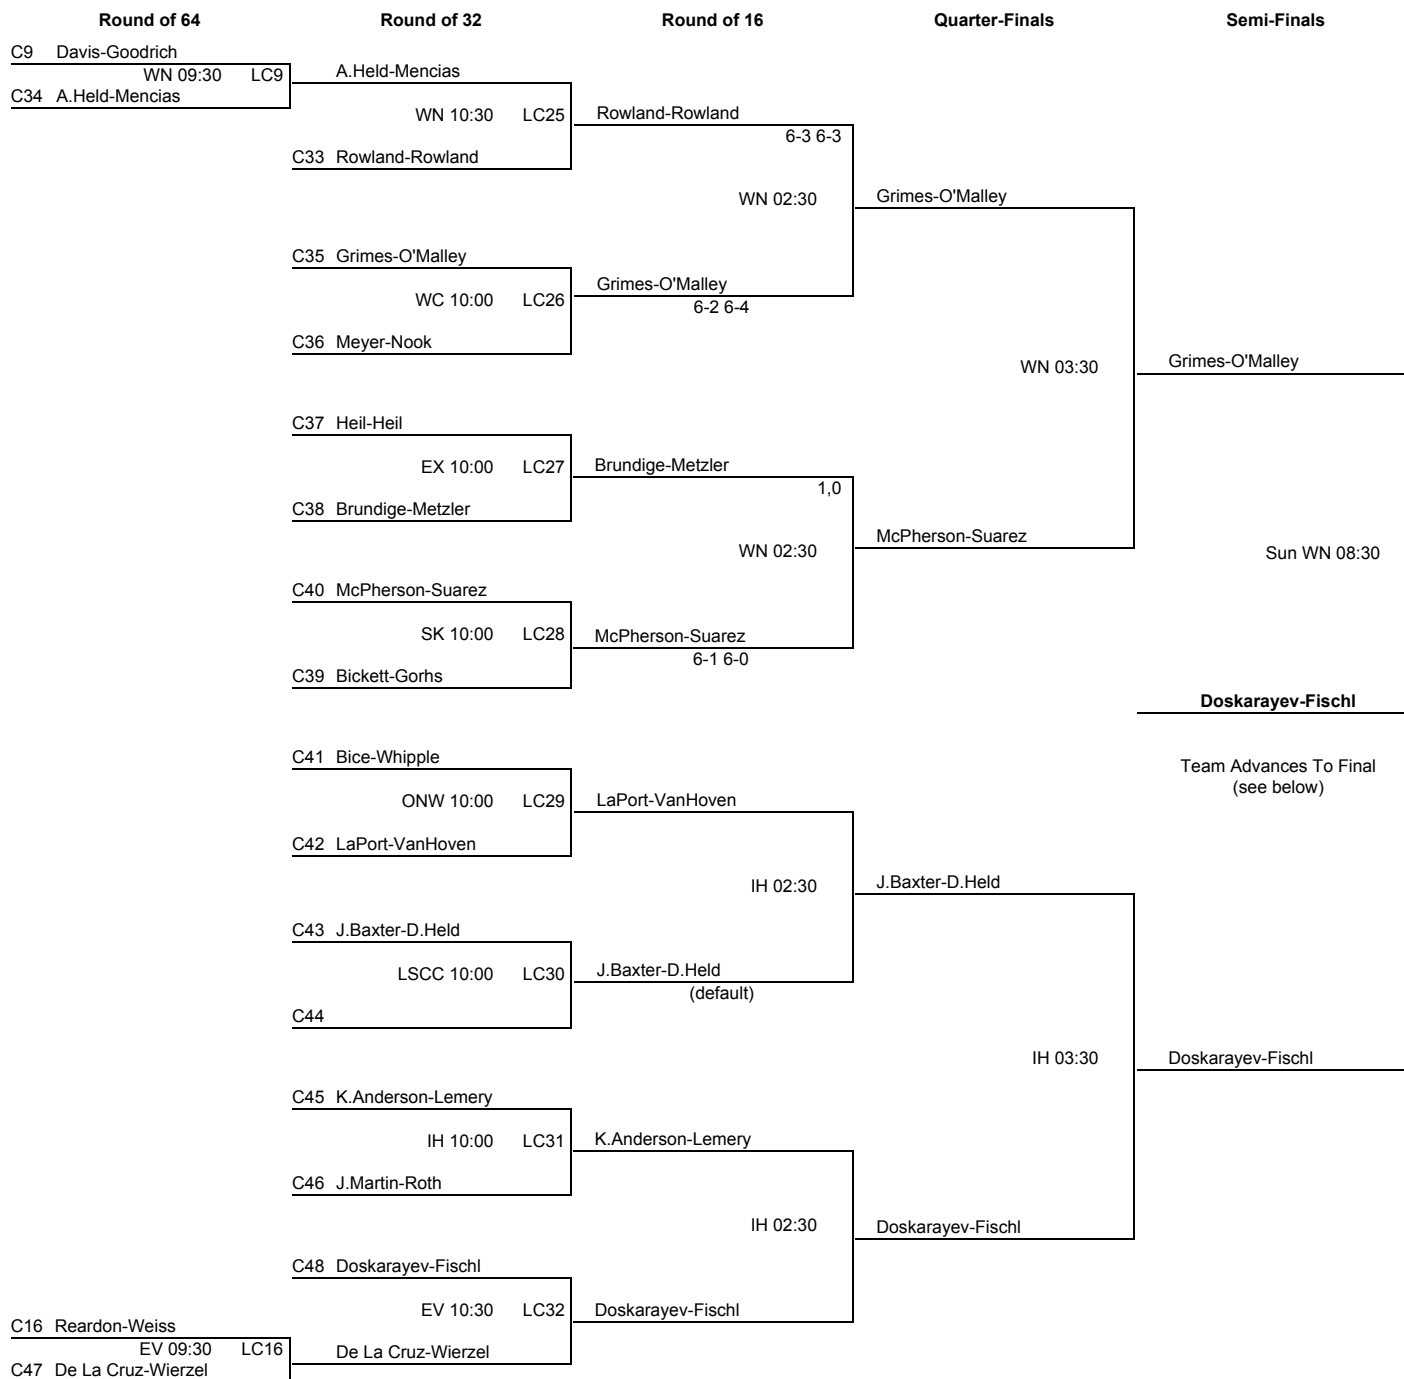 Round of 64 Round of 32 Round of 16 Quarter-Finals Semi-Finals
C9 Davis-Goodrich
WN 09:30 LC9
A.Held-Mencias
C34 A.Held-Mencias
WN 10:30 LC25
Rowland-Rowland
6-3 6-3
C33 Rowland-Rowland
WN 02:30
Grimes-O'Malley
C35 Grimes-O'Malley
Grimes-O'Malley
WC 10:00 LC26
6-2 6-4
C36 Meyer-Nook
WN 03:30
Grimes-O'Malley
C37 Heil-Heil
EX 10:00 LC27
Brundige-Metzler
1,0
C38 Brundige-Metzler
McPherson-Suarez
WN 02:30
Sun WN 08:30
C40 McPherson-Suarez
SK 10:00 LC28
McPherson-Suarez
6-1 6-0
C39 Bickett-Gorhs
Doskarayev-Fischl
C41 Bice-Whipple
Team Advances To Final
(see below)
ONW 10:00 LC29
LaPort-VanHoven
C42 LaPort-VanHoven
IH 02:30
J.Baxter-D.Held
C43 J.Baxter-D.Held
LSCC 10:00 LC30
J.Baxter-D.Held
(default)
C44
IH 03:30
Doskarayev-Fischl
C45 K.Anderson-Lemery
IH 10:00 LC31
K.Anderson-Lemery
C46 J.Martin-Roth
IH 02:30
Doskarayev-Fischl
C48 Doskarayev-Fischl
EV 10:30 LC32
Doskarayev-Fischl
C16 Reardon-Weiss
EV 09:30 LC16
De La Cruz-Wierzel
C47 De La Cruz-Wierzel